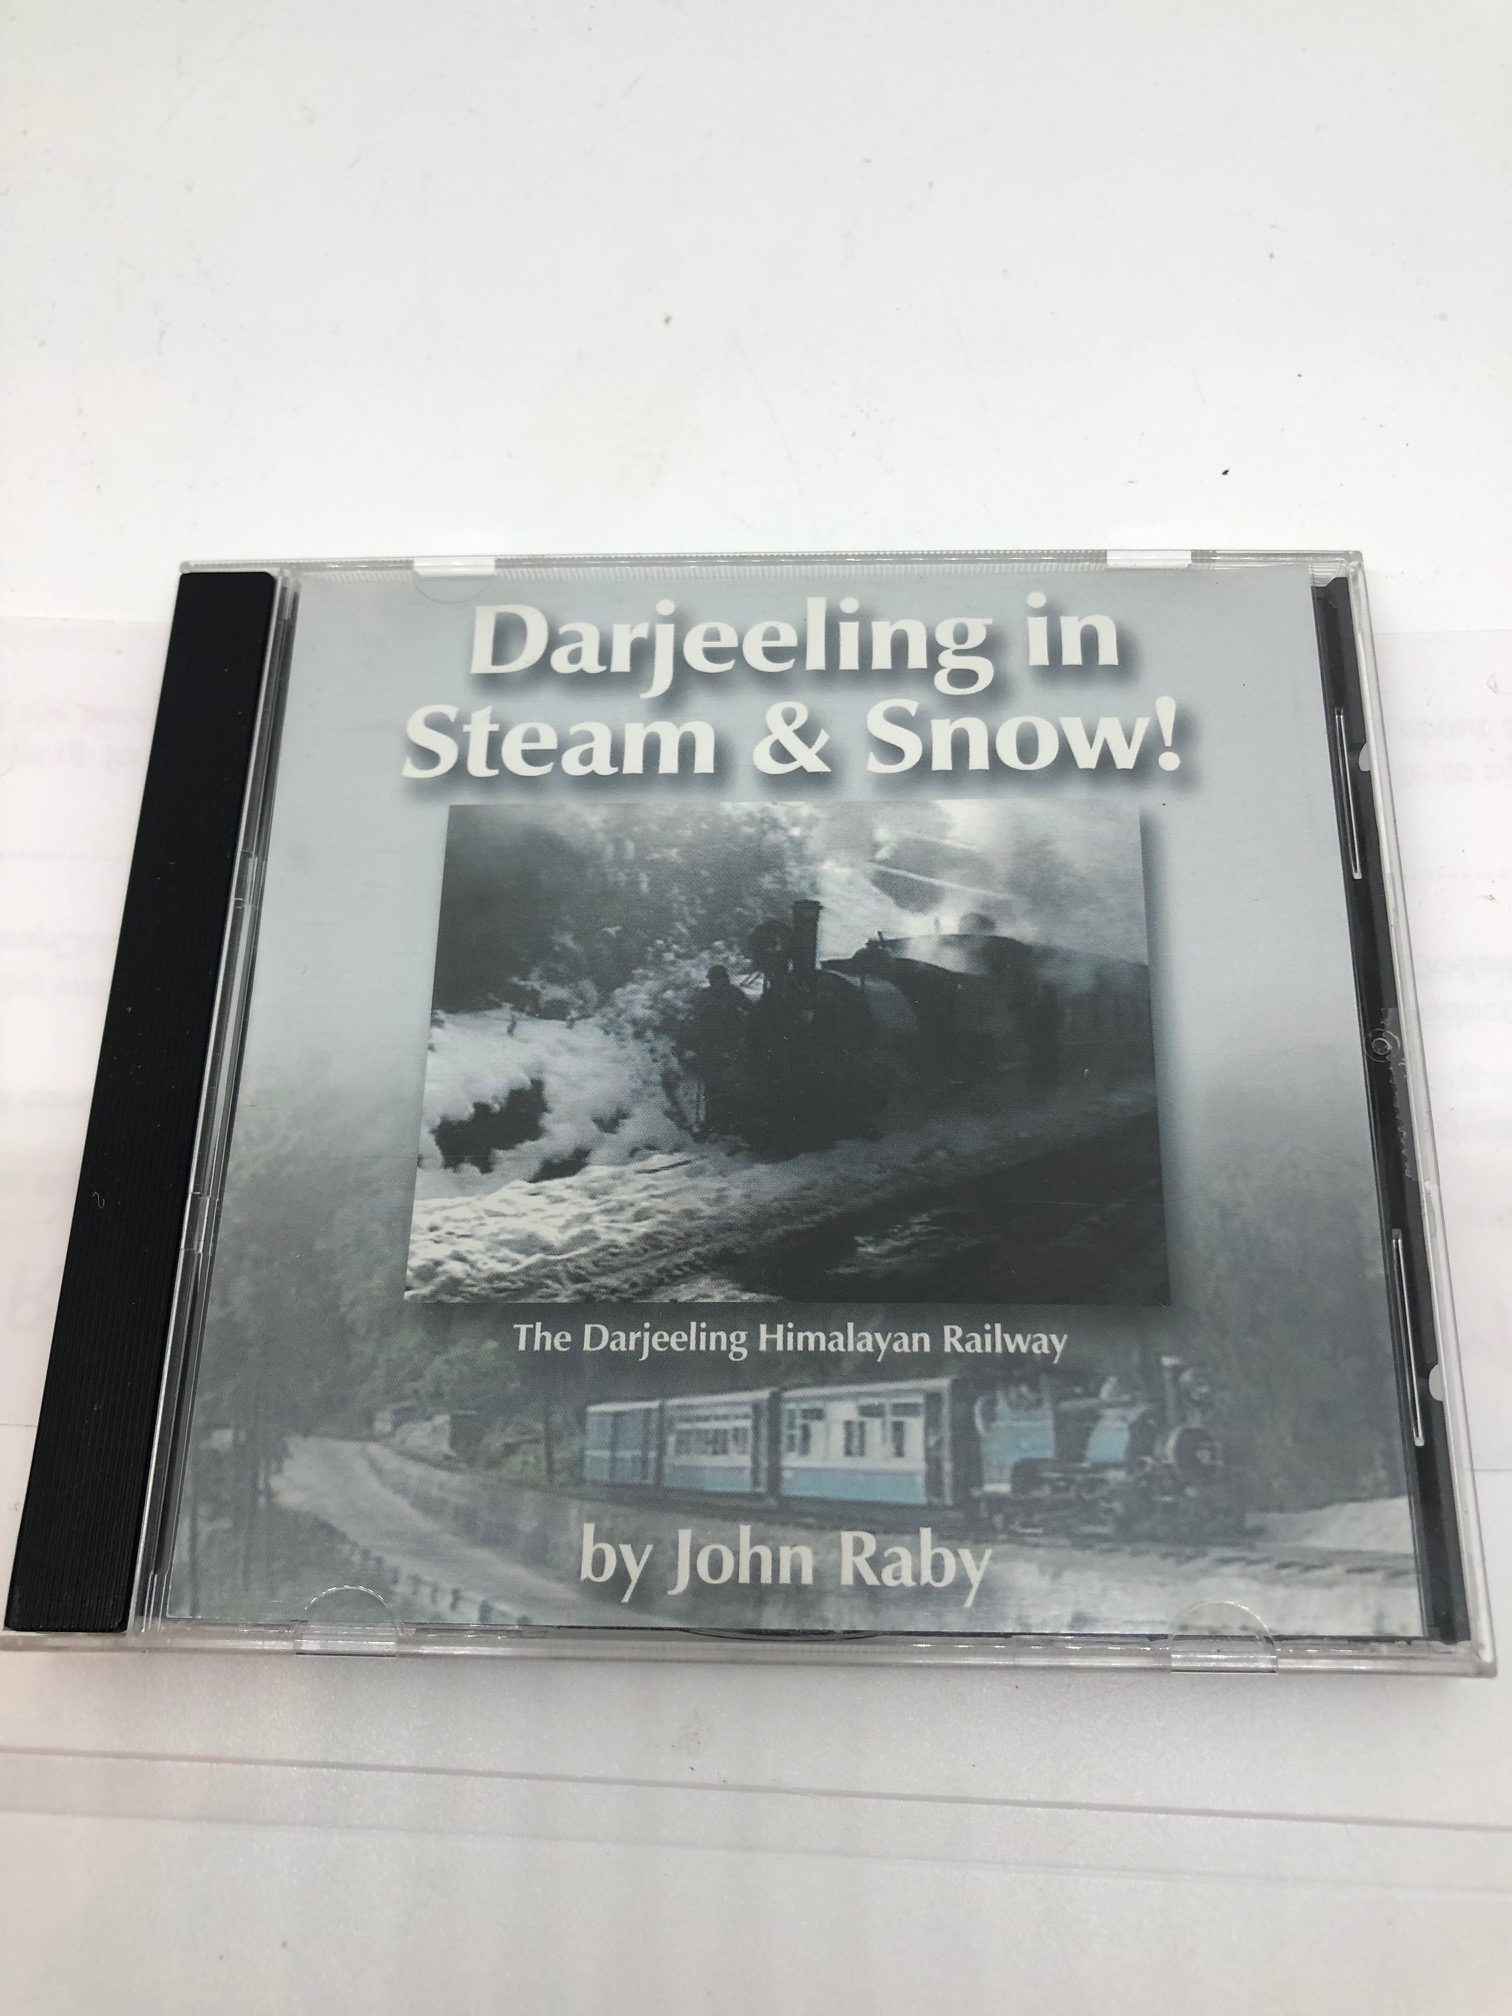 Darjeeling in
Steam & Snow!
The Darjeeling Himalayan Railway
by John Raby